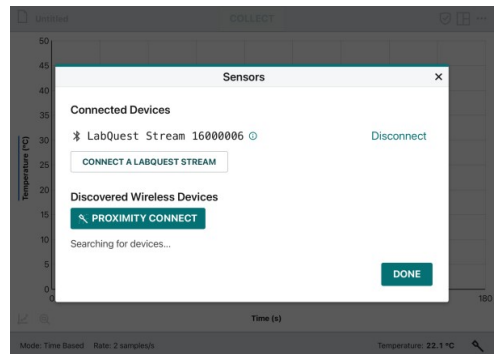 Untitled
COLLECT
50
45
40
35
30
25
20
15
10
5
0
Temperature (°C)
Sensors
×
Connected Devices
LabQuest Stream 16000006
Disconnect
CONNECT A LABQUEST STREAM
Discovered Wireless Devices
PROXIMITY CONNECT
Searching for devices...
DONE
0
180
Time (s)
Mode: Time Based Rate: 2 samples/s
Temperature: 22.1 °C